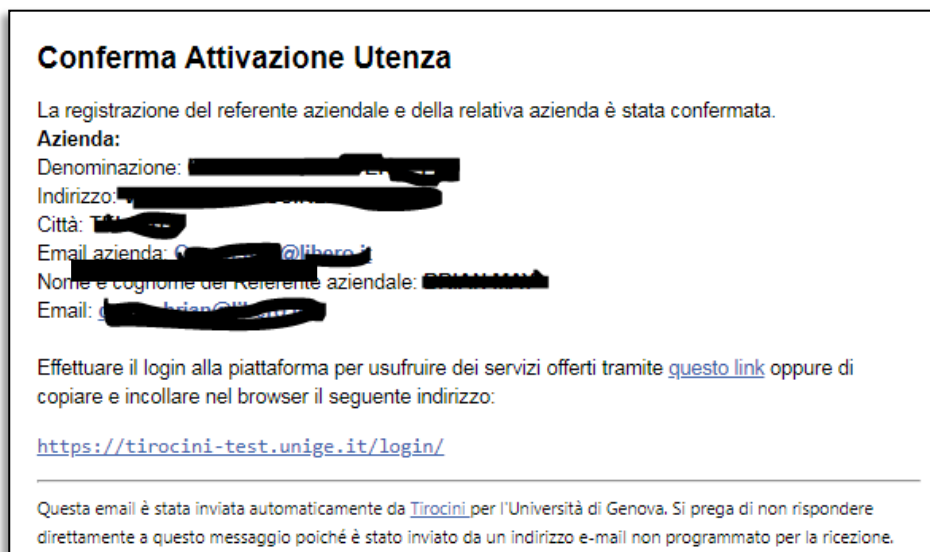 Conferma Attivazione Utenza
La registrazione del referente aziendale e della relativa azienda è stata confermata.
Azienda:
Denominazione:
Indirizzo:
Città:
Email azienda: @libero.it
Nome e cognome del Referente aziendale:
Email:
Effettuare il login alla piattaforma per usufruire dei servizi offerti tramite questo link oppure di
copiare e incollare nel browser il seguente indirizzo:
https://tirocini-test.unige.it/login/
Questa email è stata inviata automaticamente da Tirocini per l'Università di Genova. Si prega di non rispondere
direttamente a questo messaggio poiché è stato inviato da un indirizzo e-mail non programmato per la ricezione.